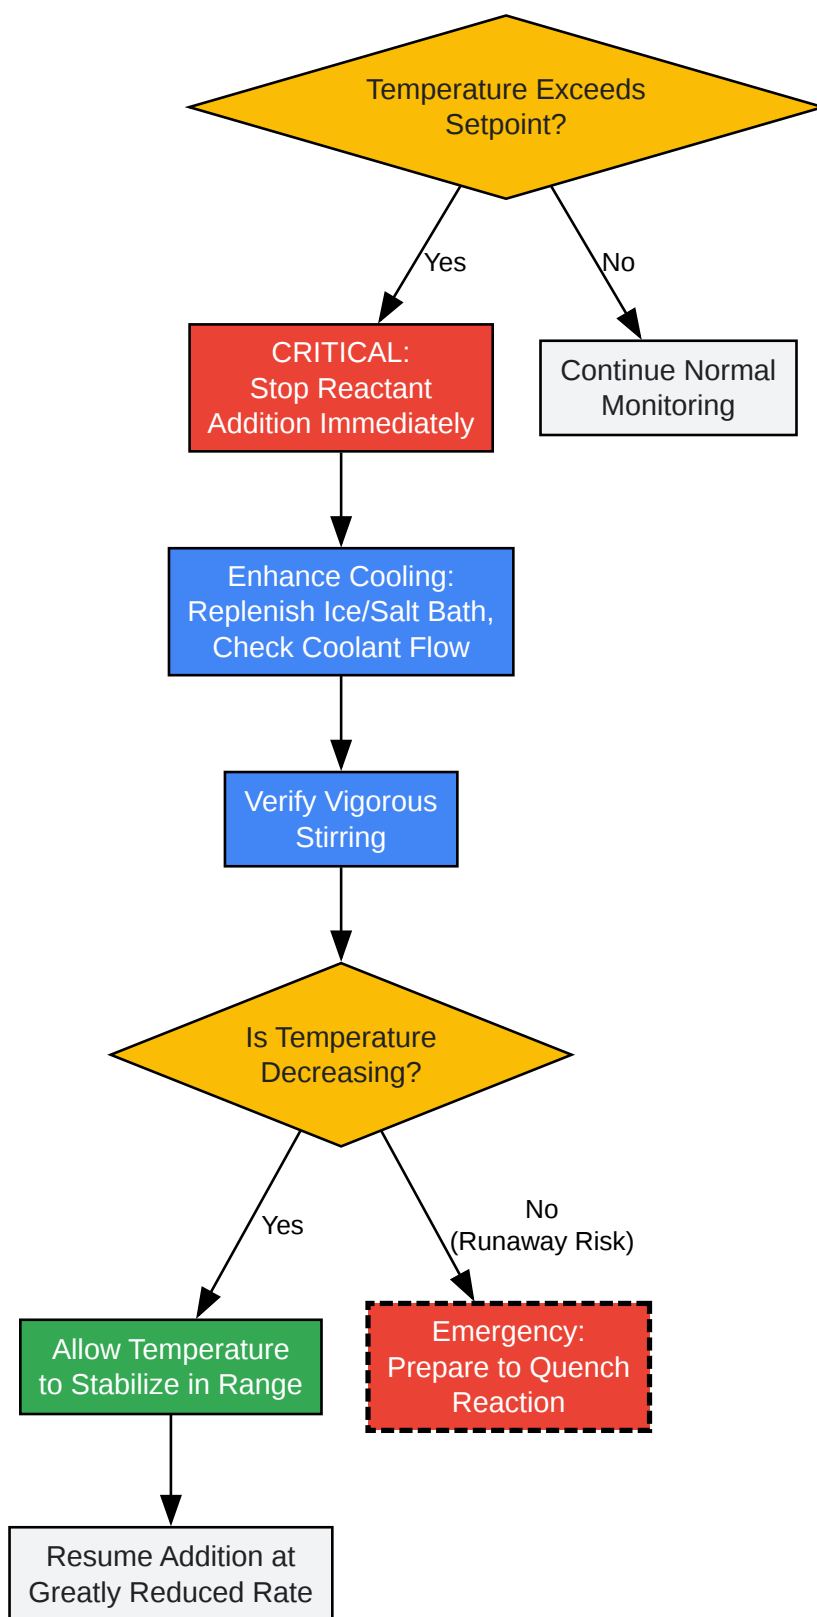 Temperature Exceeds
Setpoint?
Yes
No
CRITICAL:
Stop Reactant
Addition Immediately
Continue Normal
Monitoring
Enhance Cooling:
Replenish Ice/Salt Bath,
Check Coolant Flow
Verify Vigorous
Stirring
Is Temperature
Decreasing?
Yes
No
(Runaway Risk)
Allow Temperature
to Stabilize in Range
Emergency:
Prepare to Quench
Reaction
Resume Addition at
Greatly Reduced Rate